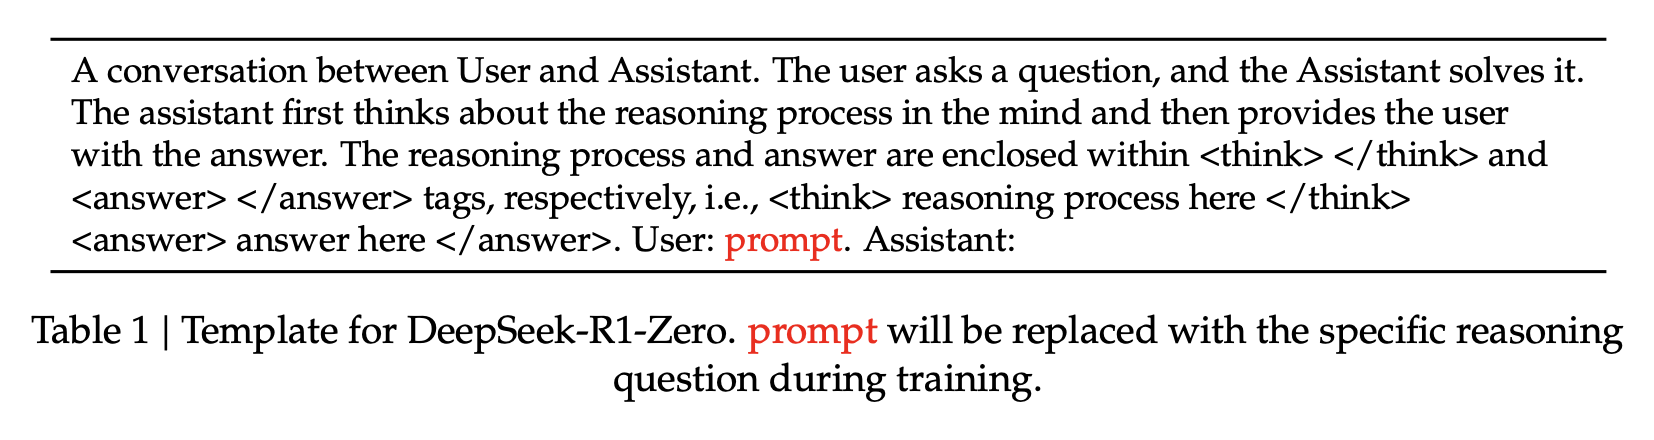 A conversation between User and Assistant. The user asks a question, and the Assistant solves it.
The assistant first thinks about the reasoning process in the mind and then provides the user
with the answer. The reasoning process and answer are enclosed within <think> </think> and
<answer> </answer> tags, respectively, i.e., <think> reasoning process here </think>
<answer> answer here </answer>. User: prompt. Assistant:
Table 1 | Template for DeepSeek-R1-Zero. prompt will be replaced with the specific reasoning
question during training.